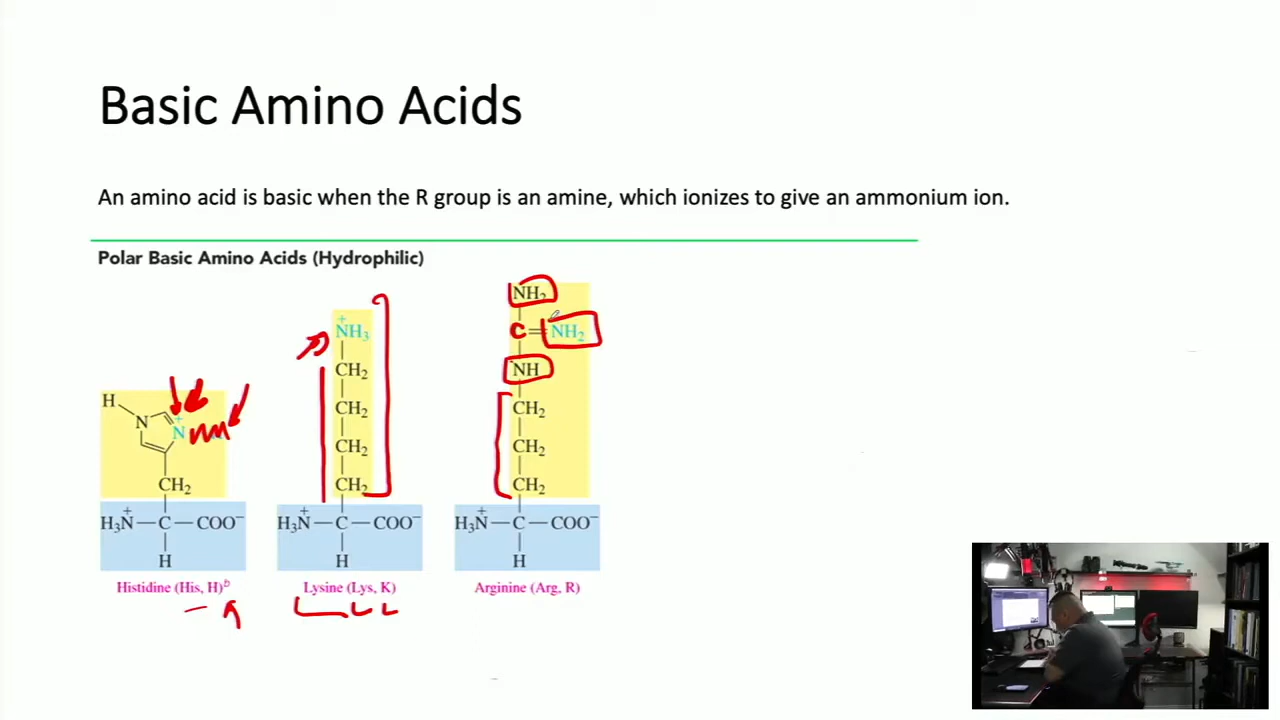 Basic Amino Acids
An amino acid is basic when the R group is an amine, which ionizes to give an ammonium ion.
Polar Basic Amino Acids (Hydrophilic)
H
N
+
N
CH₂
H₃N⁺—C—COO⁻
H
Histidine (His, H)ᵇ
+
NH₃
CH₂
CH₂
CH₂
CH₂
H₃N⁺—C—COO⁻
H
Lysine (Lys, K)
NH₂
C=NH₂
NH
CH₂
CH₂
CH₂
H₃N⁺—C—COO⁻
H
Arginine (Arg, R)